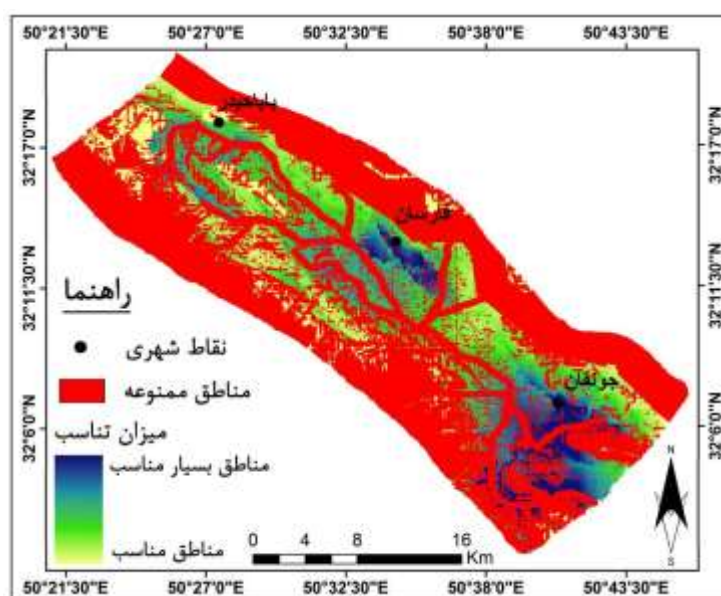 50°21'30"E 50°27'0"E 50°32'30"E 50°38'0"E 50°43'30"E
32°17'0"N 32°17'0"N
32°11'30"N 32°11'30"N
32°6'0"N 32°6'0"N
باباحیدر
فارسان
جونقان
راهنما
نقاط شهری
مناطق ممنوعه
میزان تناسب
مناطق بسیار مناسب
مناطق مناسب
N
S
0 4 8 16
Km
50°21'30"E 50°27'0"E 50°32'30"E 50°38'0"E 50°43'30"E